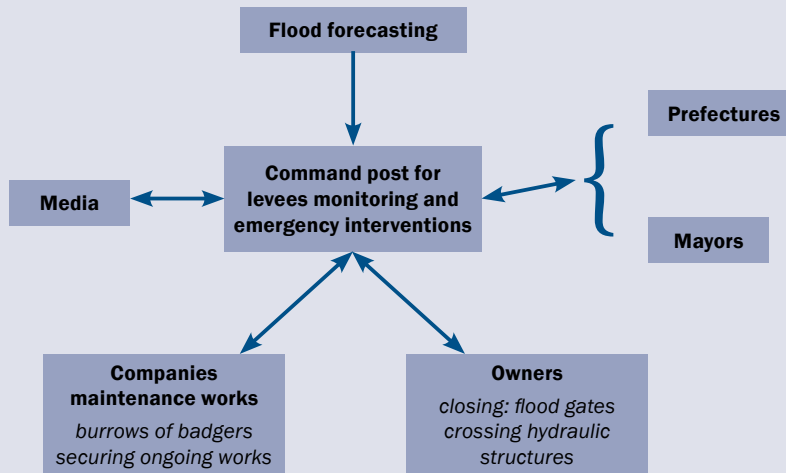 Flood forecasting
Prefectures
Command post for
levees monitoring and
emergency interventions
Media
Mayors
Companies
maintenance works
burrows of badgers
securing ongoing works
Owners
closing: flood gates
crossing hydraulic
structures